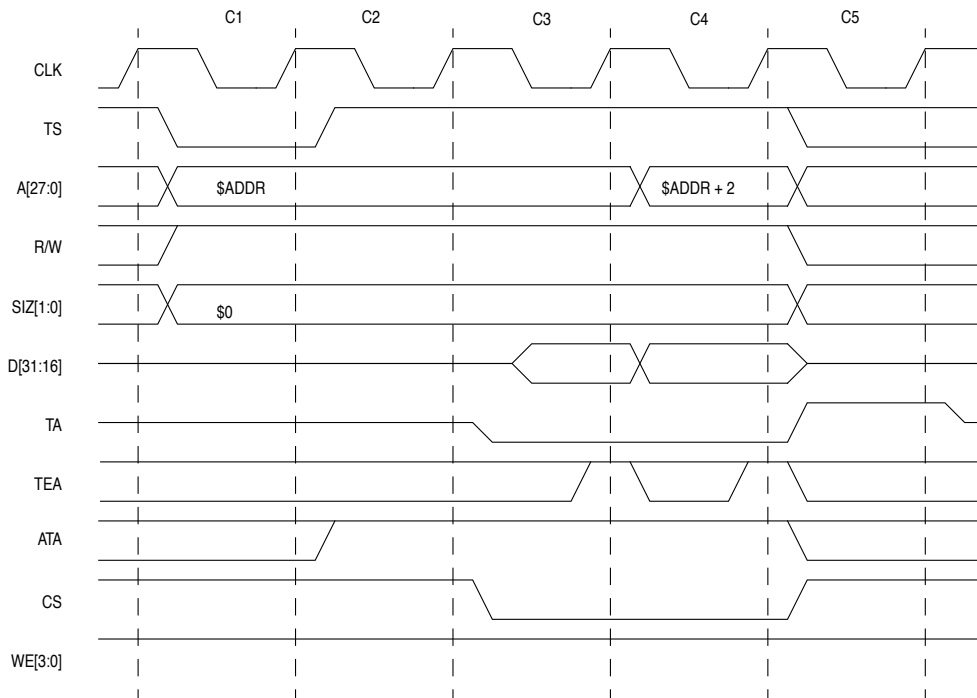 C1 C2 C3 C4 C5
CLK
TS
A[27:0] $ADDR $ADDR + 2
R/W
SIZ[1:0] $0
D[31:16]
TA
TEA
ATA
CS
WE[3:0]